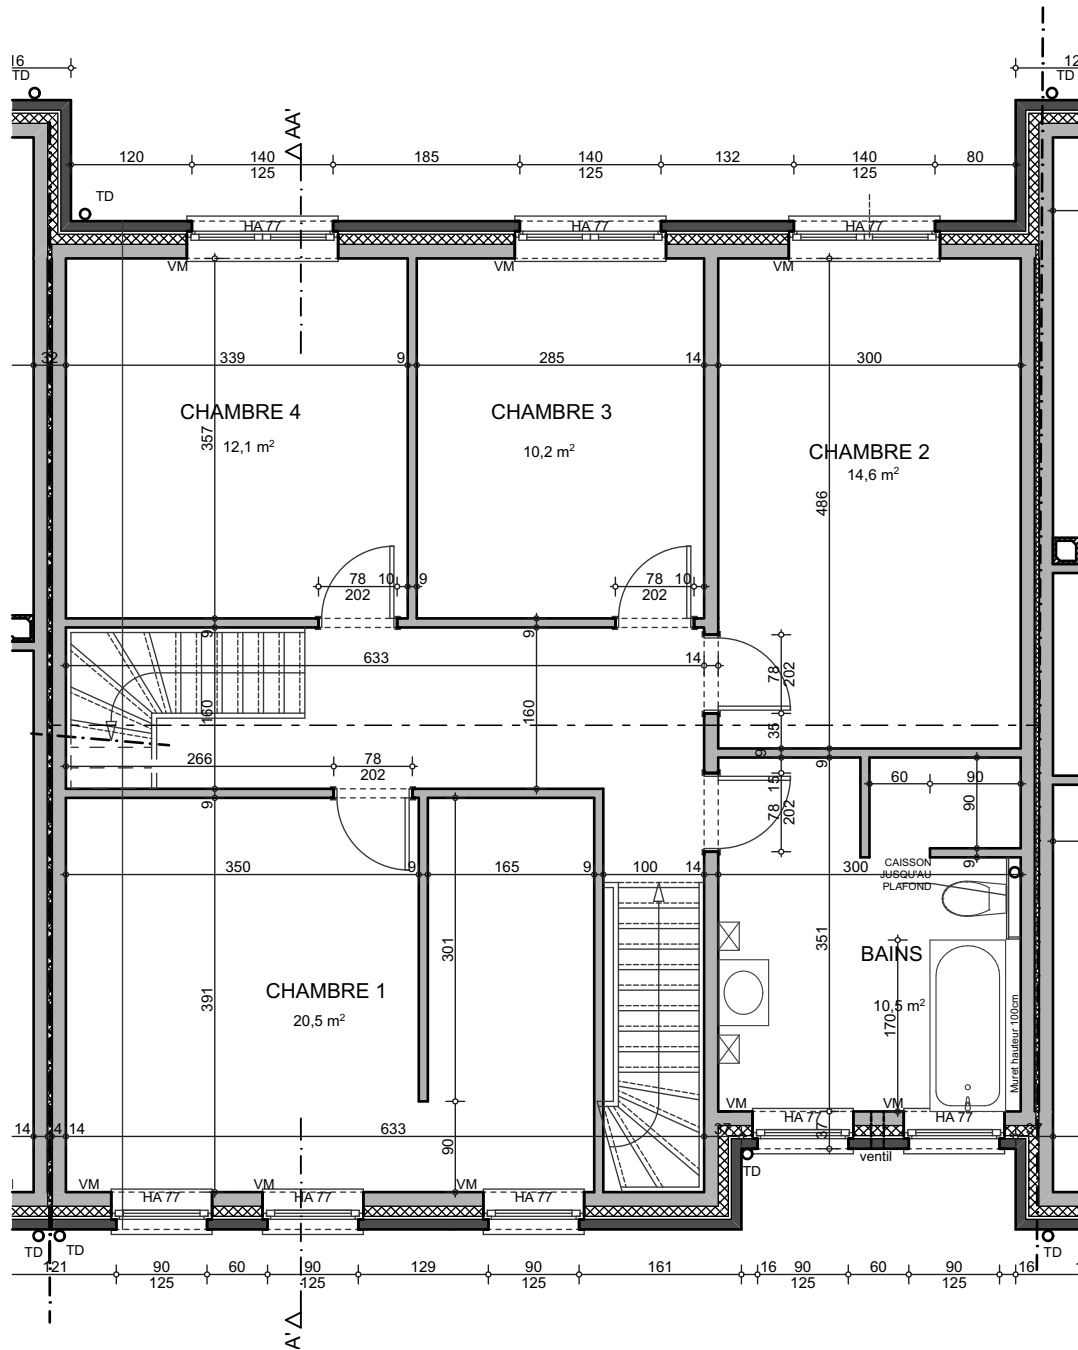 16
TD
12
TD
AA'
120
140
125
185
140
125
132
140
125
80
TD
HA 77
HA 77
HA 77
VM
VM
VM
32
339
9
285
14
300
CHAMBRE 4
12,1 m²
357
CHAMBRE 3
10,2 m²
CHAMBRE 2
14,6 m²
486
78
202
10
9
78
202
10
9
9
633
14
78
202
160
160
35
266
78
202
9
9
15
78
202
60
90
90
9
9
350
9
165
9
100
14
300
CAISSON
JUSQU'AU
PLAFOND
9
351
301
391
CHAMBRE 1
20,5 m²
BAINS
10,5 m²
170
Muret hauteur 100cm
VM
HA 77
VM
HA 77
14
4
14
633
37
37
37
90
ventil
TD
VM
HA 77
VM
HA 77
VM
HA 77
TD
TD
TD
121
90
125
60
90
125
129
90
125
161
16
90
125
60
90
125
16
A'